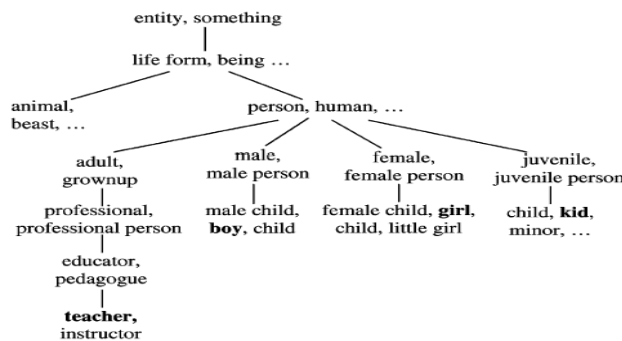 entity, something
life form, being …
animal,
beast, …
person, human, …
adult,
grownup
male,
male person
female,
female person
juvenile,
juvenile person
professional,
professional person
male child,
boy, child
female child, girl,
child, little girl
child, kid,
minor, …
educator,
pedagogue
teacher,
instructor